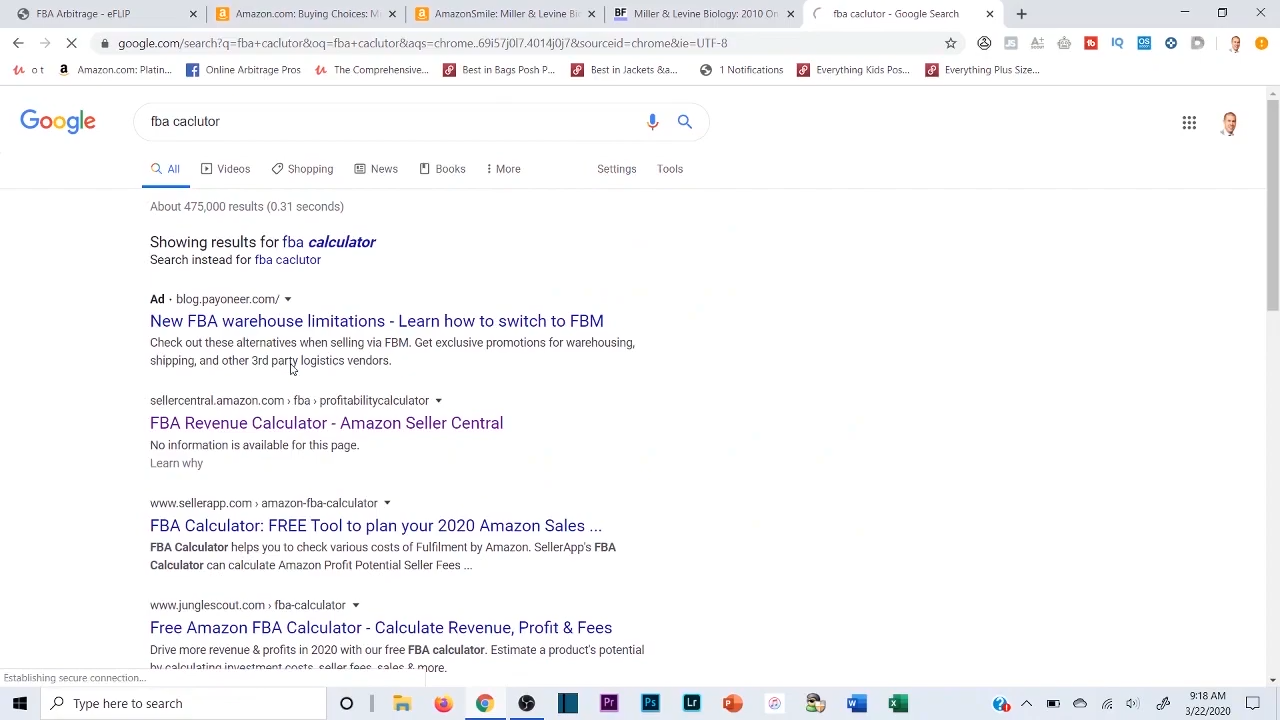 FBA Arbitrage - eFLIP
Amazon.com: Buying Choices: My
AmazonSmile: Miller & Levine Bio
BF Miller & Levine Biology: 2010 On
fba caclutor - Google Search
google.com/search?q=fba+caclutor&oq=fba+caclutor&aqs=chrome..69i57j0l7.4014j0j7&sourceid=chrome&ie=UTF-8
o t
Amazon.com: Platin...
Online Arbitrage Pros
The Comprehensive...
Best in Bags Posh P...
Best in Jackets &a...
1 Notifications
Everything Kids Pos...
Everything Plus Size...
Google
fba caclutor
All Videos Shopping News Books More Settings Tools
About 475,000 results (0.31 seconds)
Showing results for fba calculator
Search instead for fba caclutor
Ad · blog.payoneer.com/
New FBA warehouse limitations - Learn how to switch to FBM
Check out these alternatives when selling via FBM. Get exclusive promotions for warehousing,
shipping, and other 3rd party logistics vendors.
sellercentral.amazon.com › fba › profitabilitycalculator
FBA Revenue Calculator - Amazon Seller Central
No information is available for this page.
Learn why
www.sellerapp.com › amazon-fba-calculator
FBA Calculator: FREE Tool to plan your 2020 Amazon Sales ...
FBA Calculator helps you to check various costs of Fulfilment by Amazon. SellerApp's FBA
Calculator can calculate Amazon Profit Potential Seller Fees ...
www.junglescout.com › fba-calculator
Free Amazon FBA Calculator - Calculate Revenue, Profit & Fees
Drive more revenue & profits in 2020 with our free FBA calculator. Estimate a product's potential
by calculating investment costs, seller fees, sales & more.
Establishing secure connection...
Type here to search
Pr
Ps
Lr
9:18 AM
3/22/2020